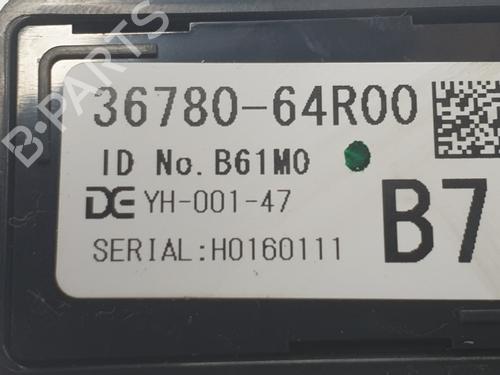 B-PARTS
36780-64R00
ID No. B61M0
DE YH-001-47
SERIAL:H0160111
B7